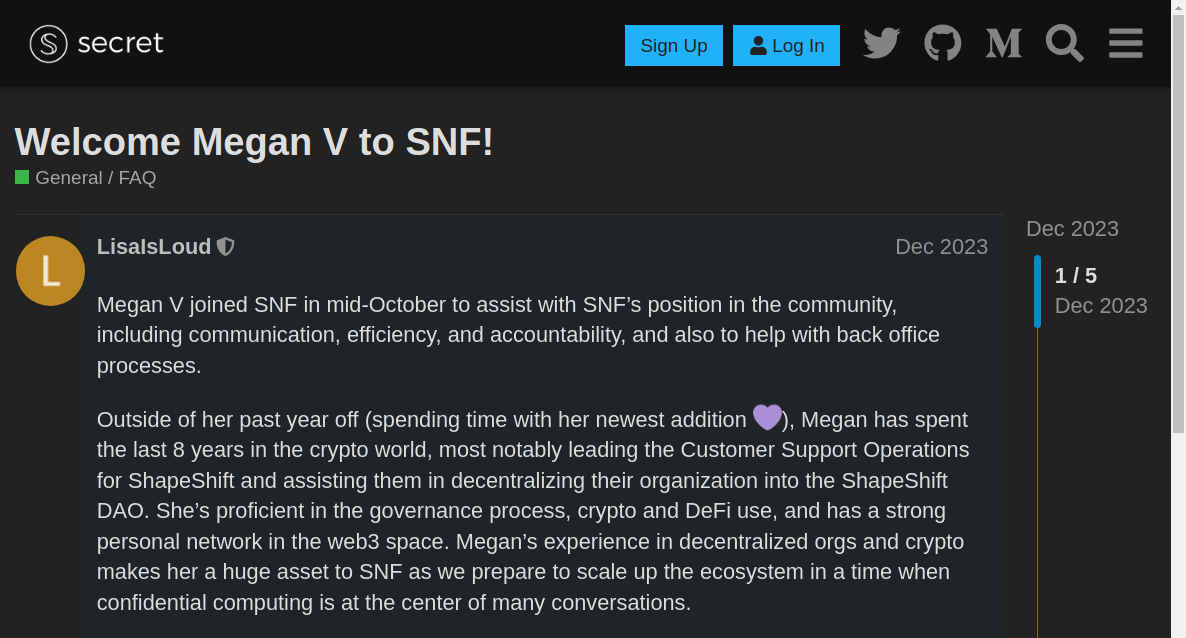 secret
Sign Up
Log In
Welcome Megan V to SNF!
General / FAQ
L
LisaIsLoud
Dec 2023
Megan V joined SNF in mid-October to assist with SNF’s position in the community,
including communication, efficiency, and accountability, and also to help with back office
processes.
Outside of her past year off (spending time with her newest addition 💜), Megan has spent
the last 8 years in the crypto world, most notably leading the Customer Support Operations
for ShapeShift and assisting them in decentralizing their organization into the ShapeShift
DAO. She’s proficient in the governance process, crypto and DeFi use, and has a strong
personal network in the web3 space. Megan’s experience in decentralized orgs and crypto
makes her a huge asset to SNF as we prepare to scale up the ecosystem in a time when
confidential computing is at the center of many conversations.
Dec 2023
1 / 5
Dec 2023